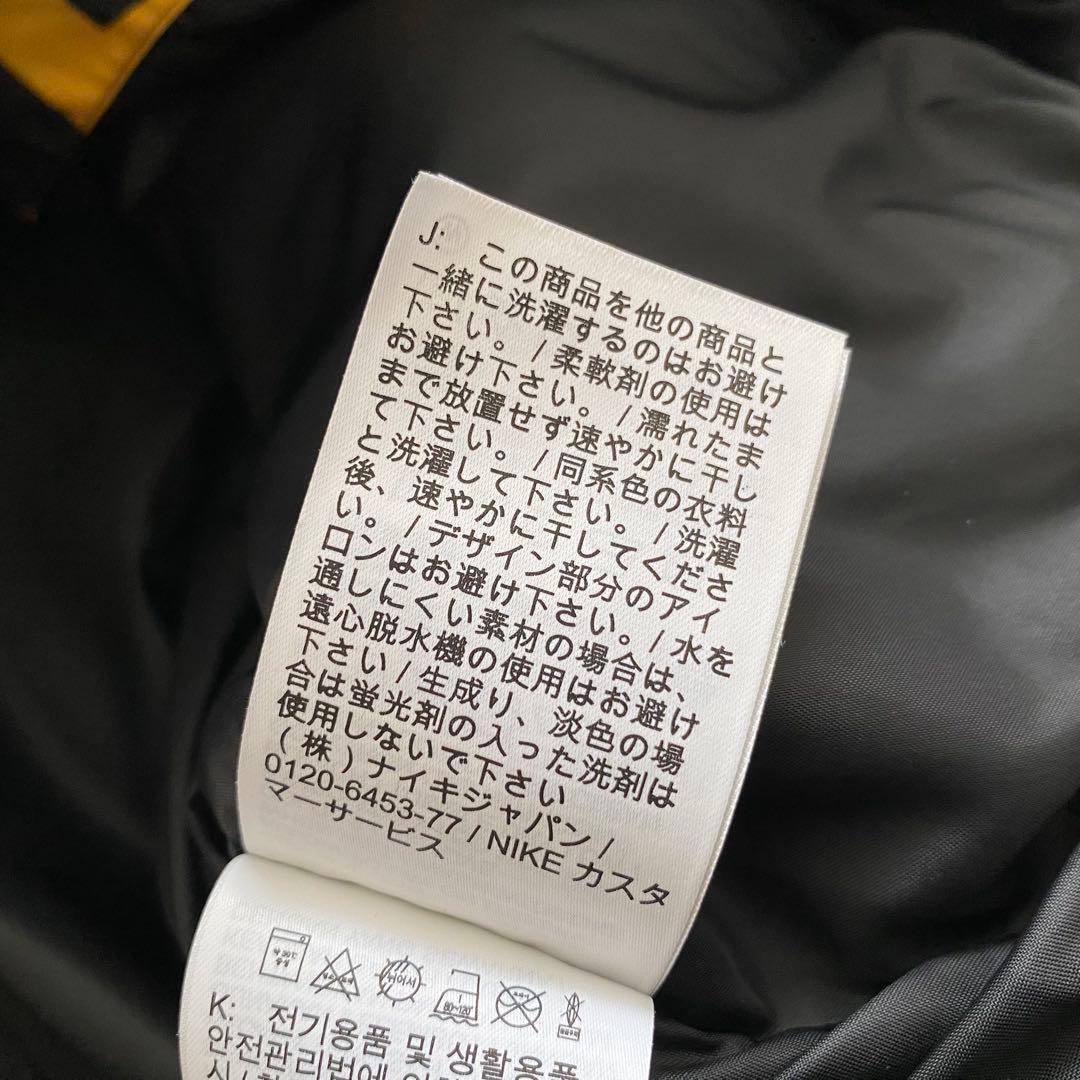 J: この商品を他の商品と
一緒に洗濯するのはお避け
下さい。/柔軟剤の使用は
お避け下さい。/濡れたま
まで放置せず速やかに干し
て下さい。/同系色の衣料
と洗濯して下さい。/洗濯
後、速やかに干してくださ
い。/デザイン部分のアイ
ロンはお避け下さい。/水を
通しにくい素材の場合は、
遠心脱水機の使用はお避け
下さい/生成り、淡色の場
合は蛍光剤の入った洗剤は
使用しないで下さい
(株)ナイキジャパン/
0120-6453-77/NIKE カスタ
マーサービス
80~120°
K: 전기용품 및 생활용품
안전관리법에